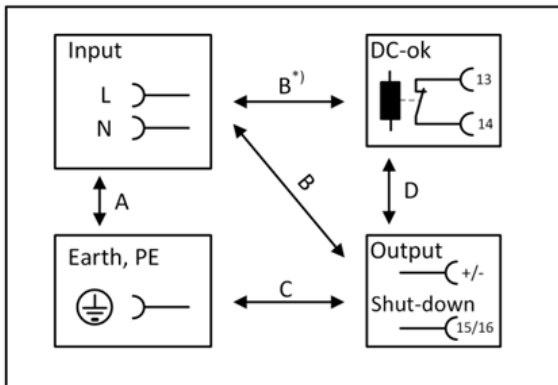 Input
L
N
B*)
DC-ok
13
14
A
B
D
Earth, PE
C
Output
+/-
Shut-down
15/16